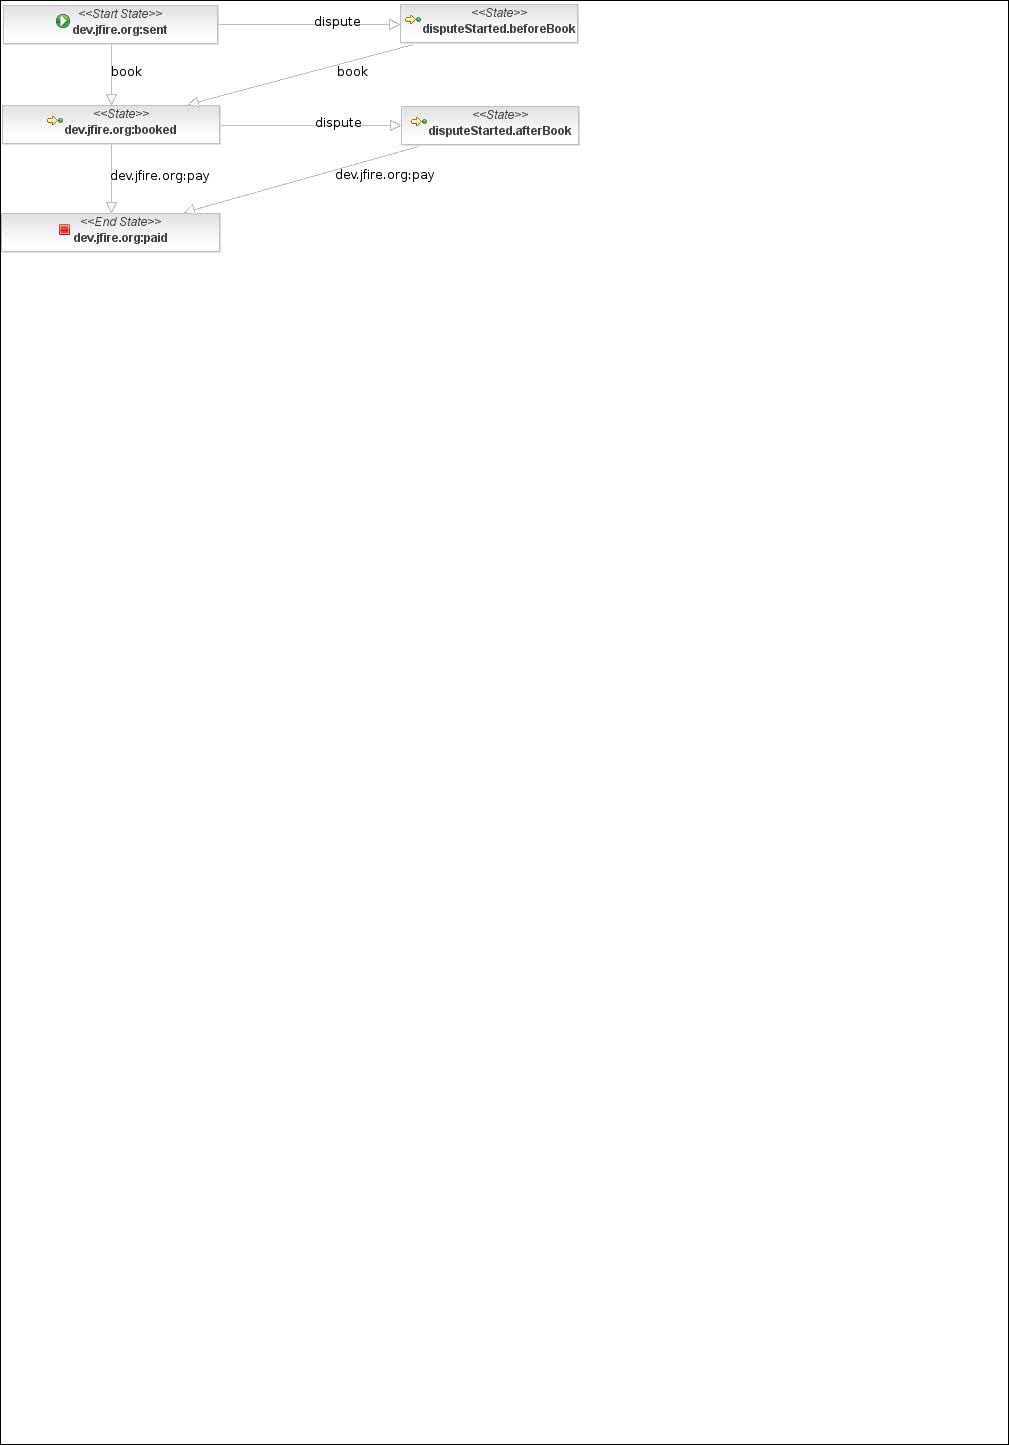 <<Start State>>
dev.jfire.org:sent
dispute
<<State>>
disputeStarted.beforeBook
book
book
<<State>>
dev.jfire.org:booked
dispute
<<State>>
disputeStarted.afterBook
dev.jfire.org:pay
dev.jfire.org:pay
<<End State>>
dev.jfire.org:paid